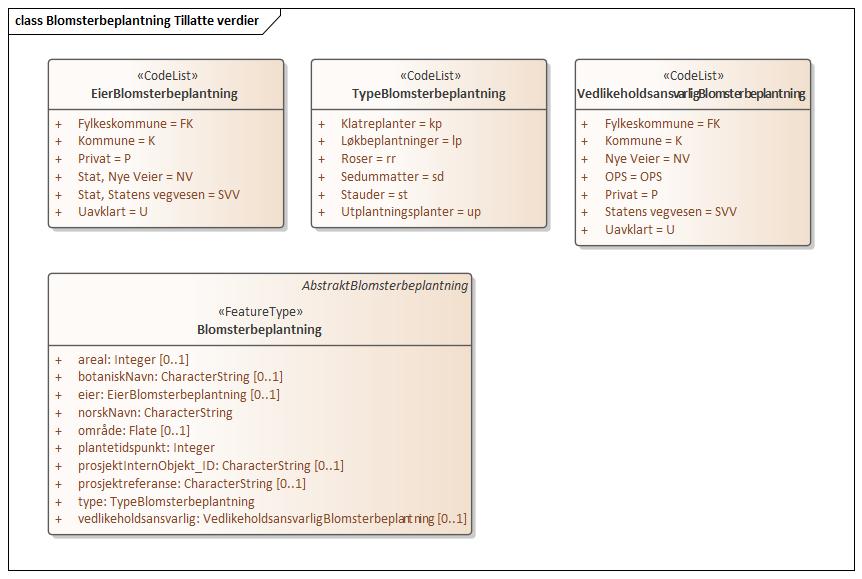 class Blomsterbeplantning Tillatte verdier
«CodeList»
EierBlomsterbeplantning
+ Fylkeskommune = FK
+ Kommune = K
+ Privat = P
+ Stat, Nye Veier = NV
+ Stat, Statens vegvesen = SVV
+ Uavklart = U
«CodeList»
TypeBlomsterbeplantning
+ Klatreplanter = kp
+ Løkbeplantninger = lp
+ Roser = rr
+ Sedummatter = sd
+ Stauder = st
+ Utplantningsplanter = up
«CodeList»
VedlikeholdsansvarligBlomsterbeplantning
+ Fylkeskommune = FK
+ Kommune = K
+ Nye Veier = NV
+ OPS = OPS
+ Privat = P
+ Statens vegvesen = SVV
+ Uavklart = U
AbstraktBlomsterbeplantning
«FeatureType»
Blomsterbeplantning
+ areal: Integer [0..1]
+ botaniskNavn: CharacterString [0..1]
+ eier: EierBlomsterbeplantning [0..1]
+ norskNavn: CharacterString
+ område: Flate [0..1]
+ plantetidspunkt: Integer
+ prosjektInternObjekt_ID: CharacterString [0..1]
+ prosjektreferanse: CharacterString [0..1]
+ type: TypeBlomsterbeplantning
+ vedlikeholdsansvarlig: VedlikeholdsansvarligBlomsterbeplantning [0..1]